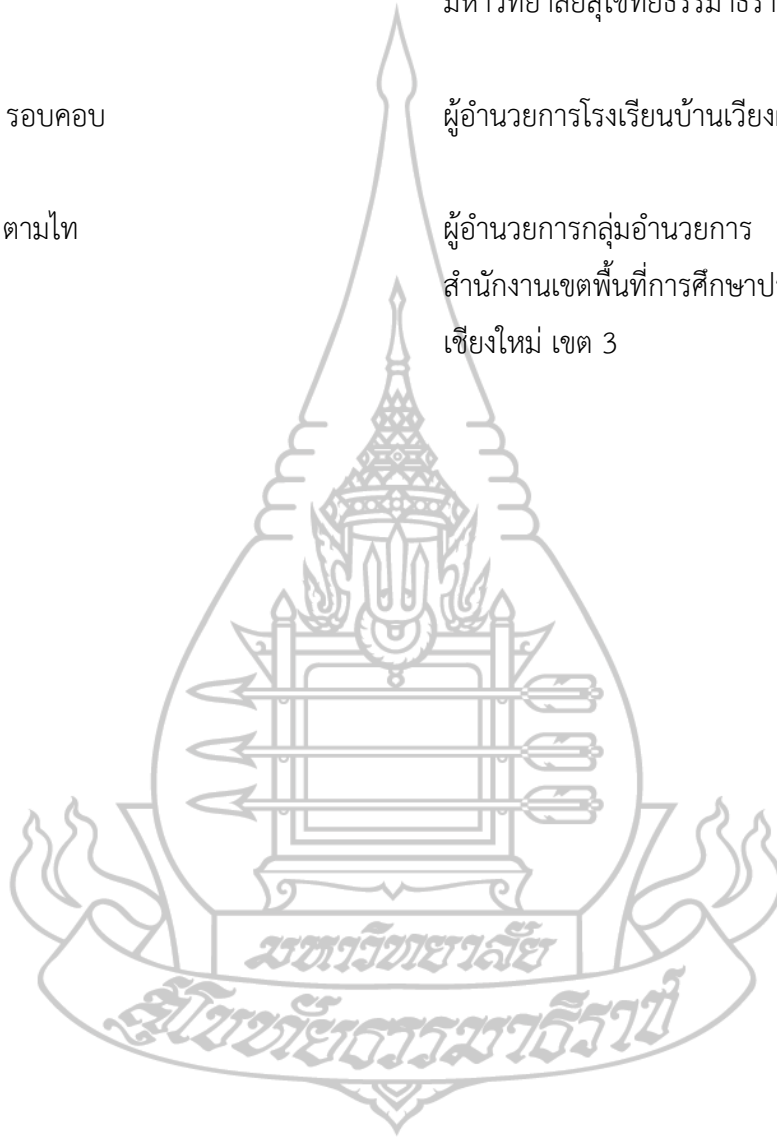 รอบคอบ ผู้อำนวยการโรงเรียนบ้านเวียง
ตามไท ผู้อำนวยการกลุ่มอำนวยการ
สำนักงานเขตพื้นที่การศึกษา
เชียงใหม่ เขต 3
มหาวิทยาลัย
สุโขทัยธรรมาธิราช